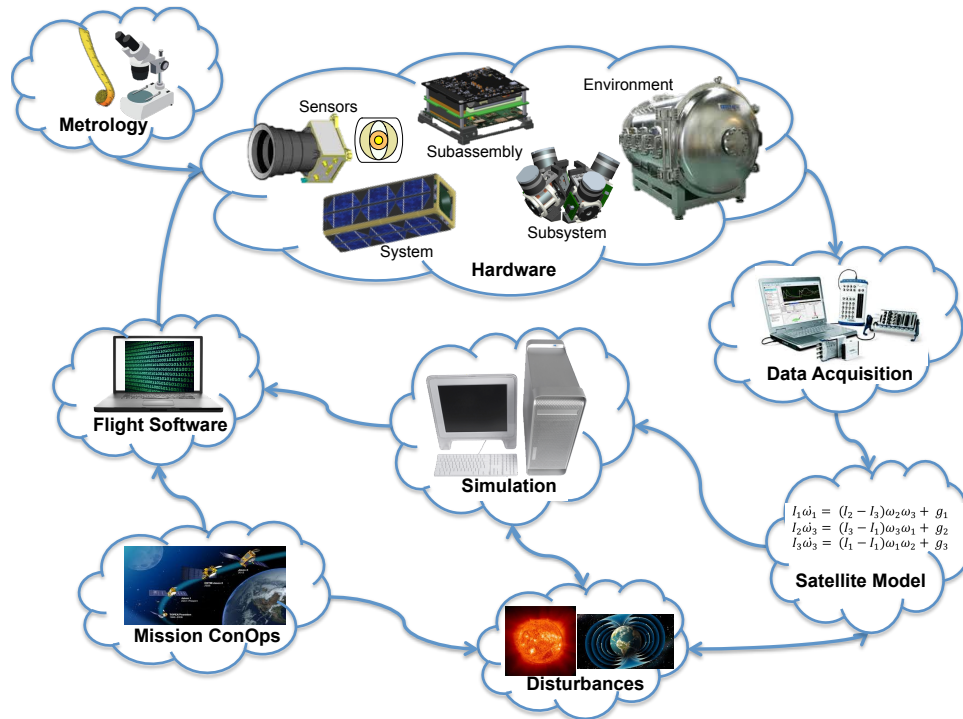 Metrology
Sensors
Subassembly
Environment
System
Subsystem
Hardware
Data Acquisition
Flight Software
Simulation
I₁ω̇₁ = (I₂ − I₃)ω₂ω₃ + g₁
I₂ω̇₃ = (I₃ − I₁)ω₃ω₁ + g₂
I₃ω̇₃ = (I₁ − I₁)ω₁ω₂ + g₃
Satellite Model
Mission ConOps
Disturbances